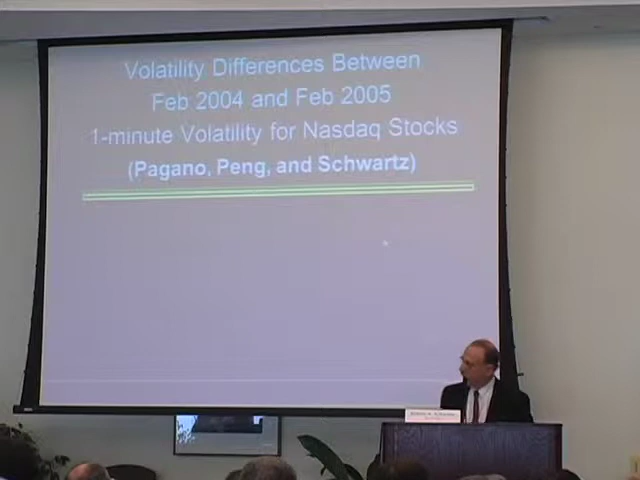 Volatility Differences Between
Feb 2004 and Feb 2005
1-minute Volatility for Nasdaq Stocks
(Pagano, Peng, and Schwartz)